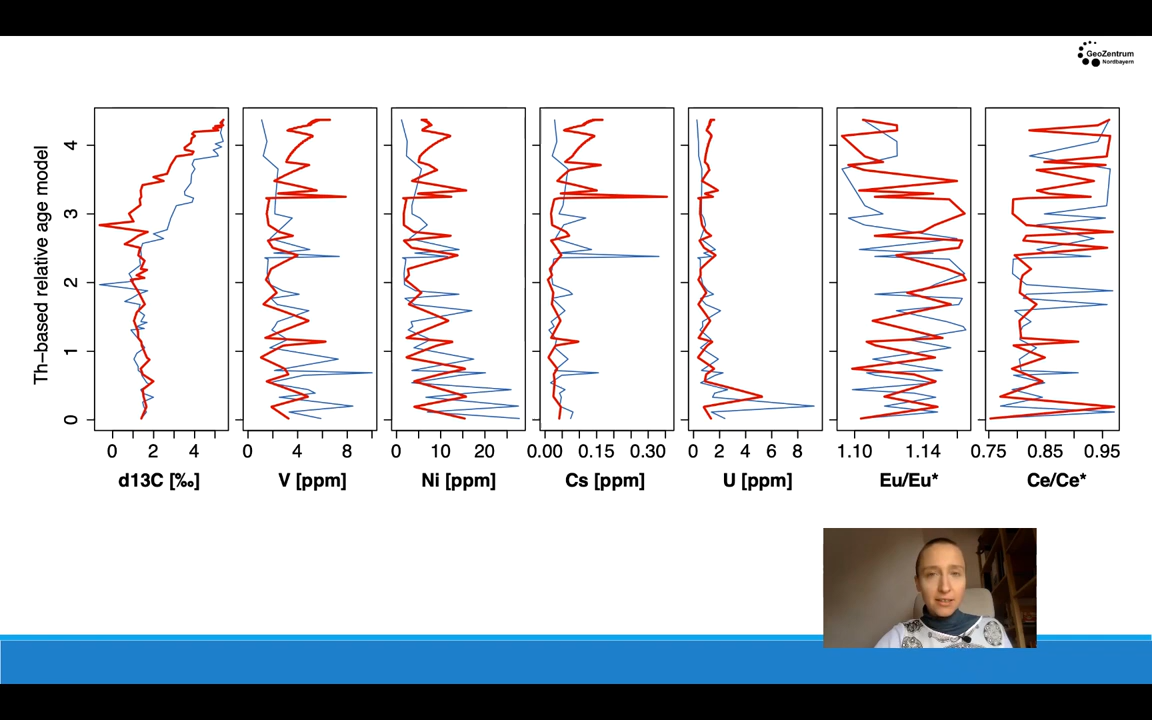 GeoZentrum
Nordbayern
Th-based relative age model
4
3
2
1
0
0 2 4
0 4 8
0 10 20
0.00 0.15 0.30
0 2 4 6 8
1.10 1.14
0.75 0.85 0.95
d13C [‰]
V [ppm]
Ni [ppm]
Cs [ppm]
U [ppm]
Eu/Eu*
Ce/Ce*